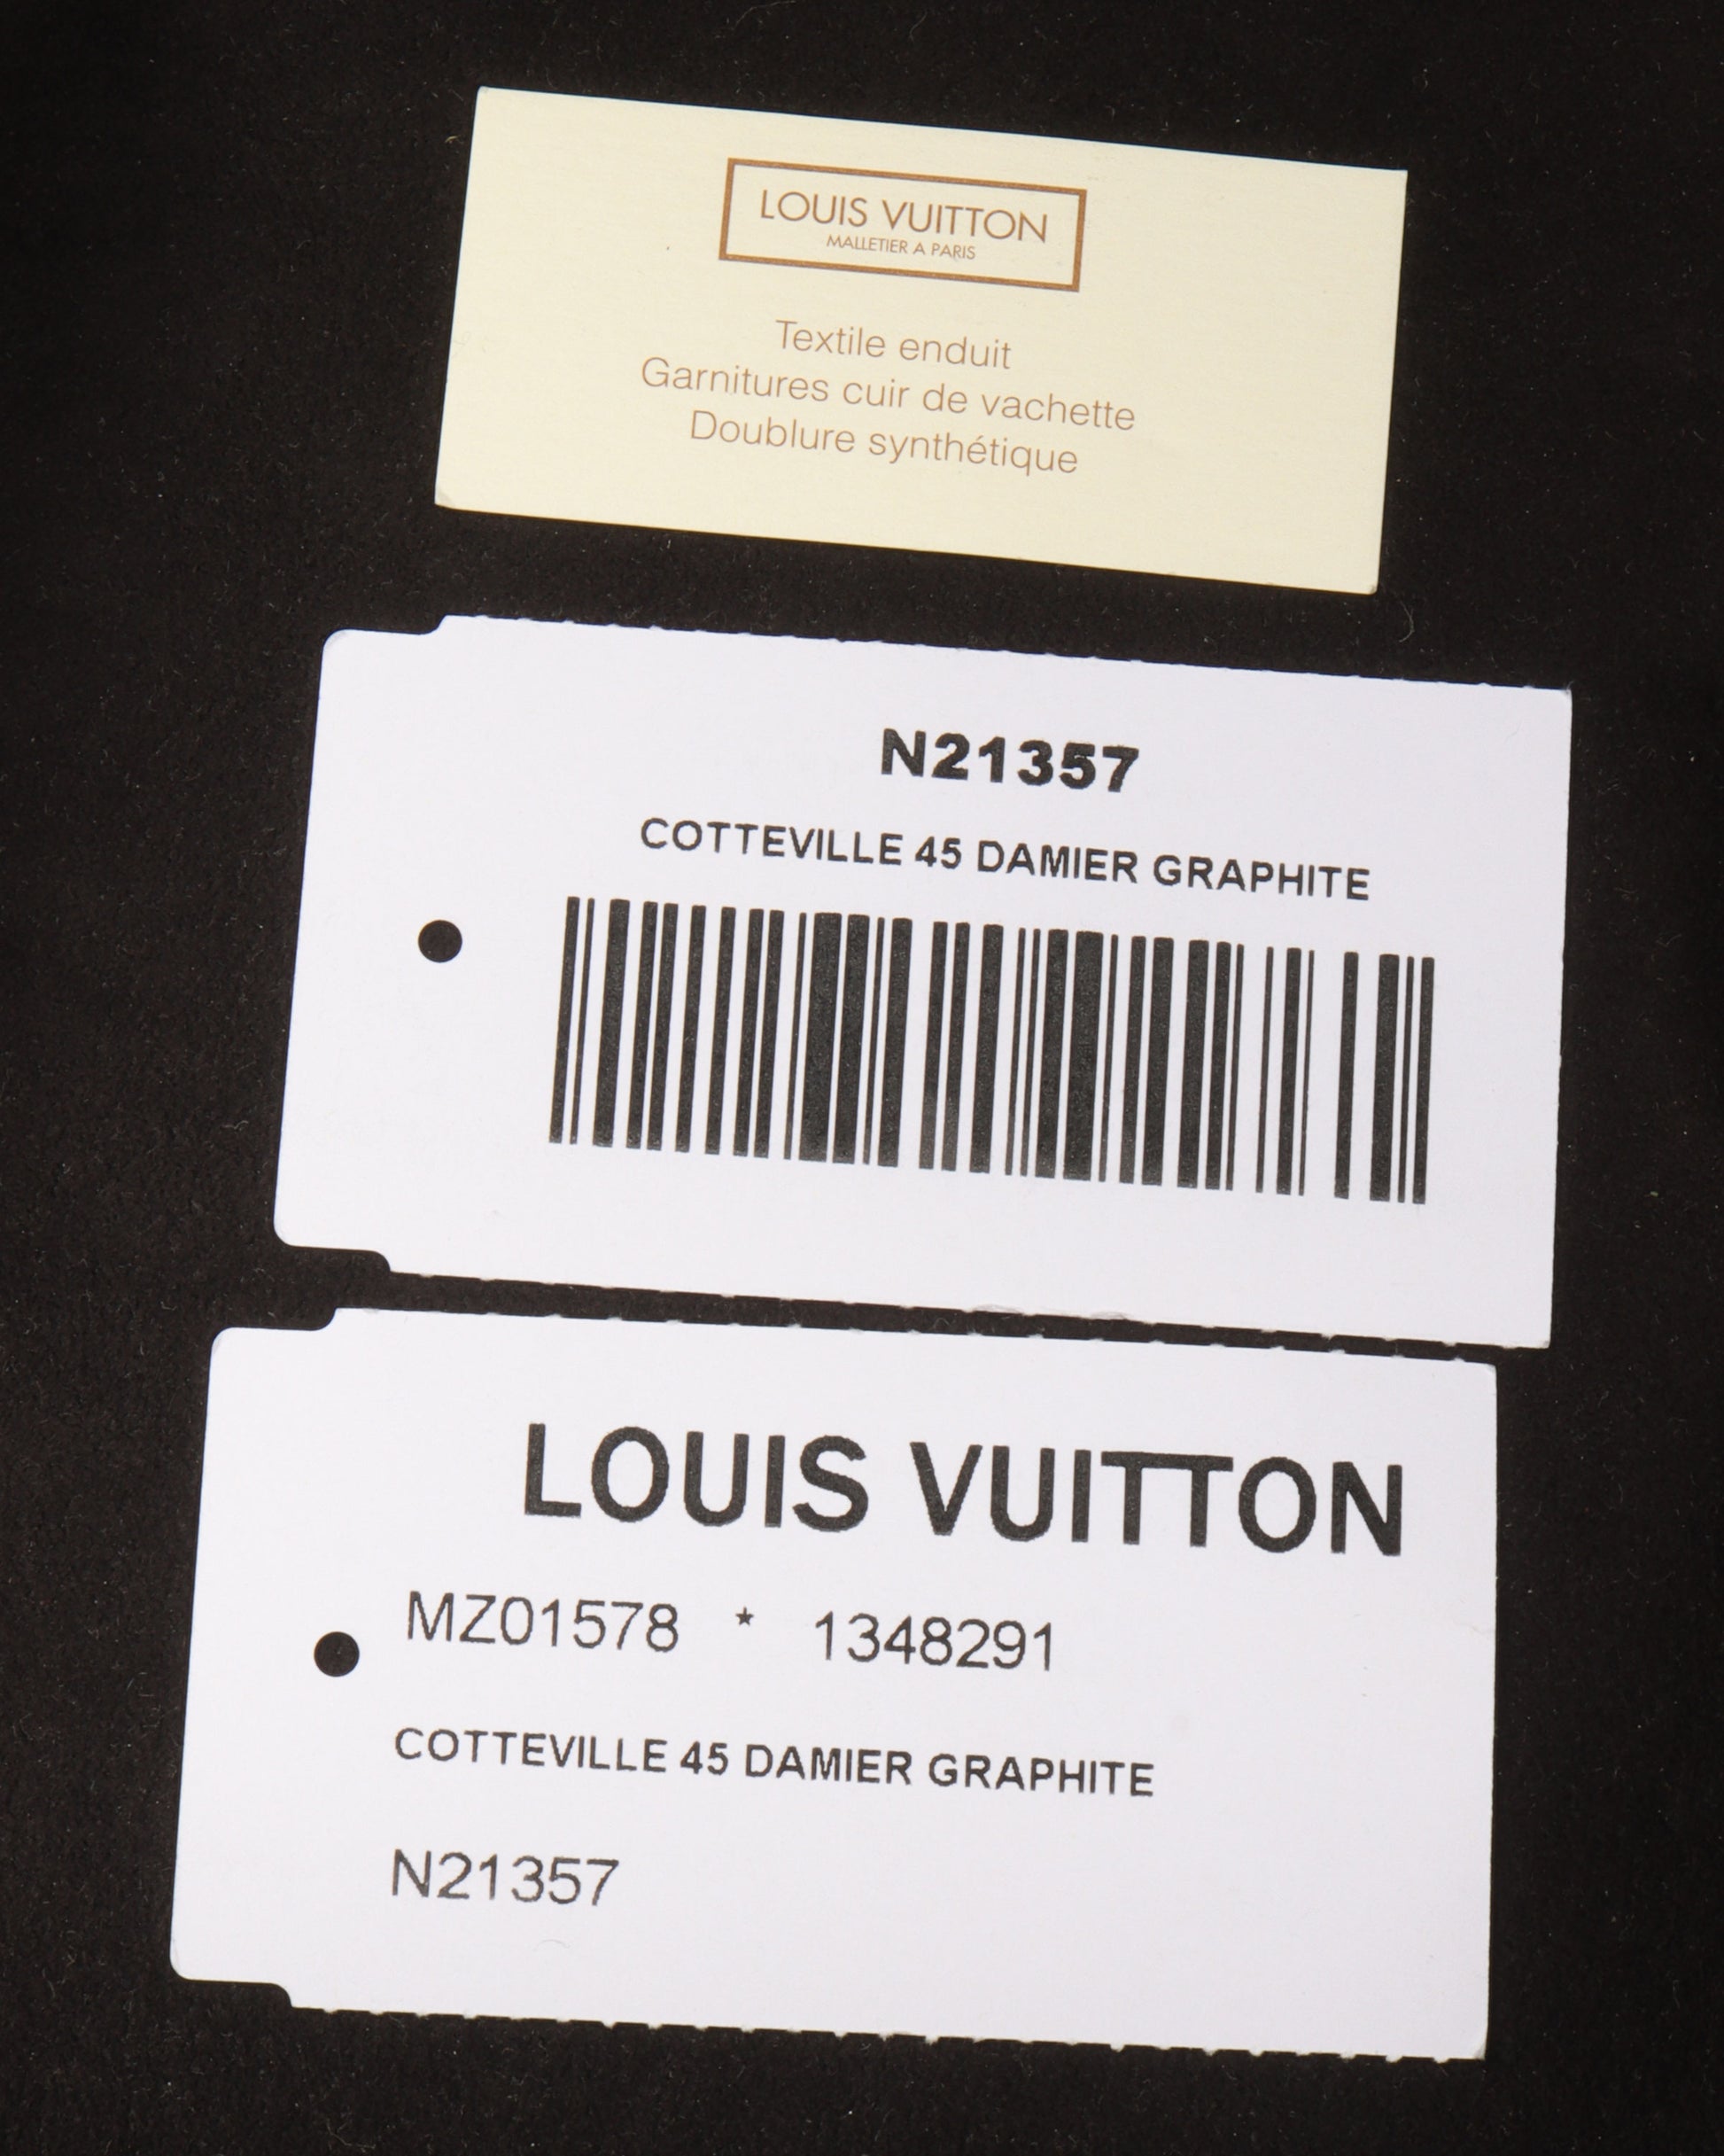 LOUIS VUITTON
MALLETIER A PARIS
Textile enduit
Garnitures cuir de vachette
Doublure synthétique
N21357
COTTEVILLE 45 DAMIER GRAPHITE
LOUIS VUITTON
MZ01578 * 1348291
COTTEVILLE 45 DAMIER GRAPHITE
N21357